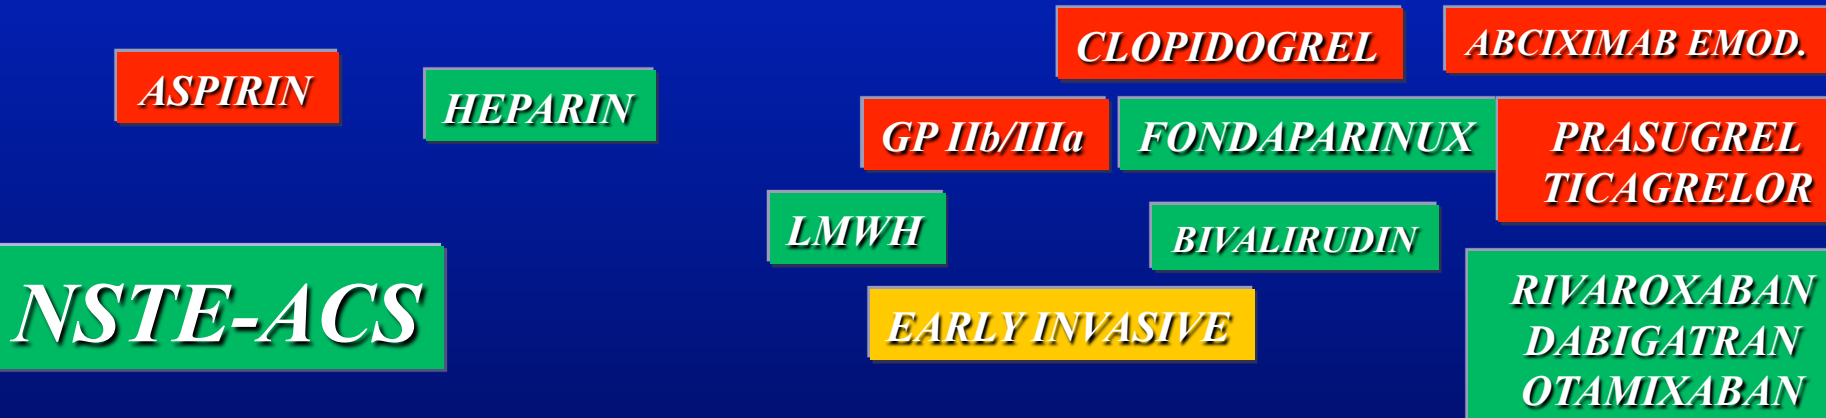 CLOPIDOGREL
ABCIXIMAB EMOD.
ASPIRIN
HEPARIN
GP IIb/IIIa
FONDAPARINUX
PRASUGREL
TICAGRELOR
LMWH
BIVALIRUDIN
NSTE-ACS
EARLY INVASIVE
RIVAROXABAN
DABIGATRAN
OTAMIXABAN